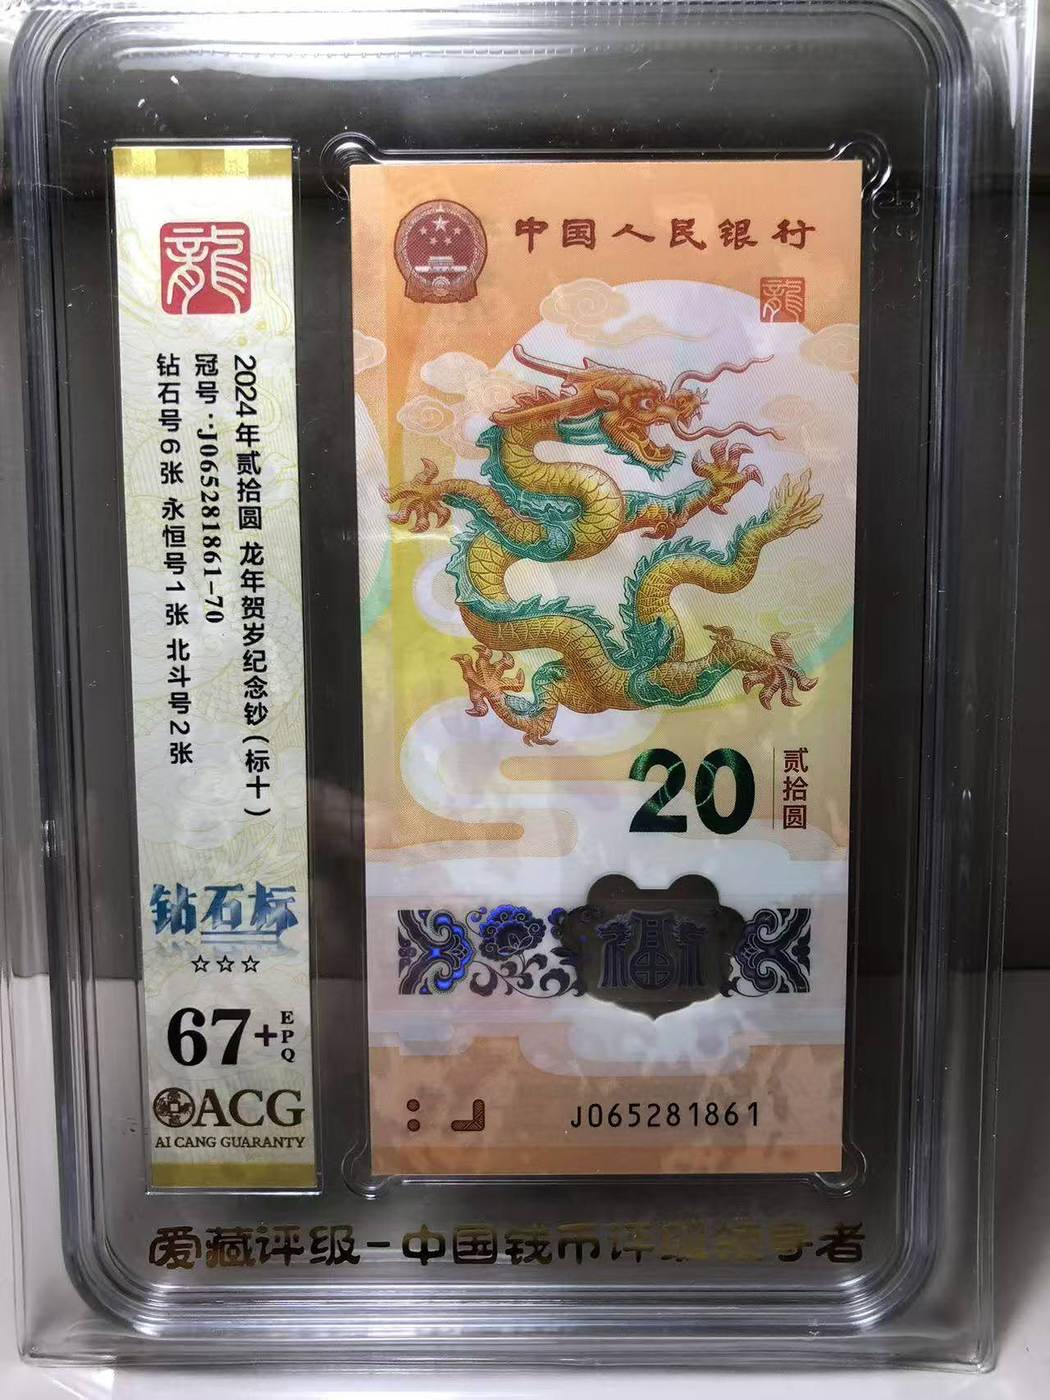 龍
2024年贰拾圆 龙年贺岁纪念钞(标十)
冠号:J065281861-70
钻石号6张 永恒号1张 北斗号2张
钻石标
☆☆☆
67+EPQ
ACG
AI CANG GUARANTY
中国人民银行
龍
20
贰拾圆
福
J065281861
爱藏评级-中国钱币评级领导者